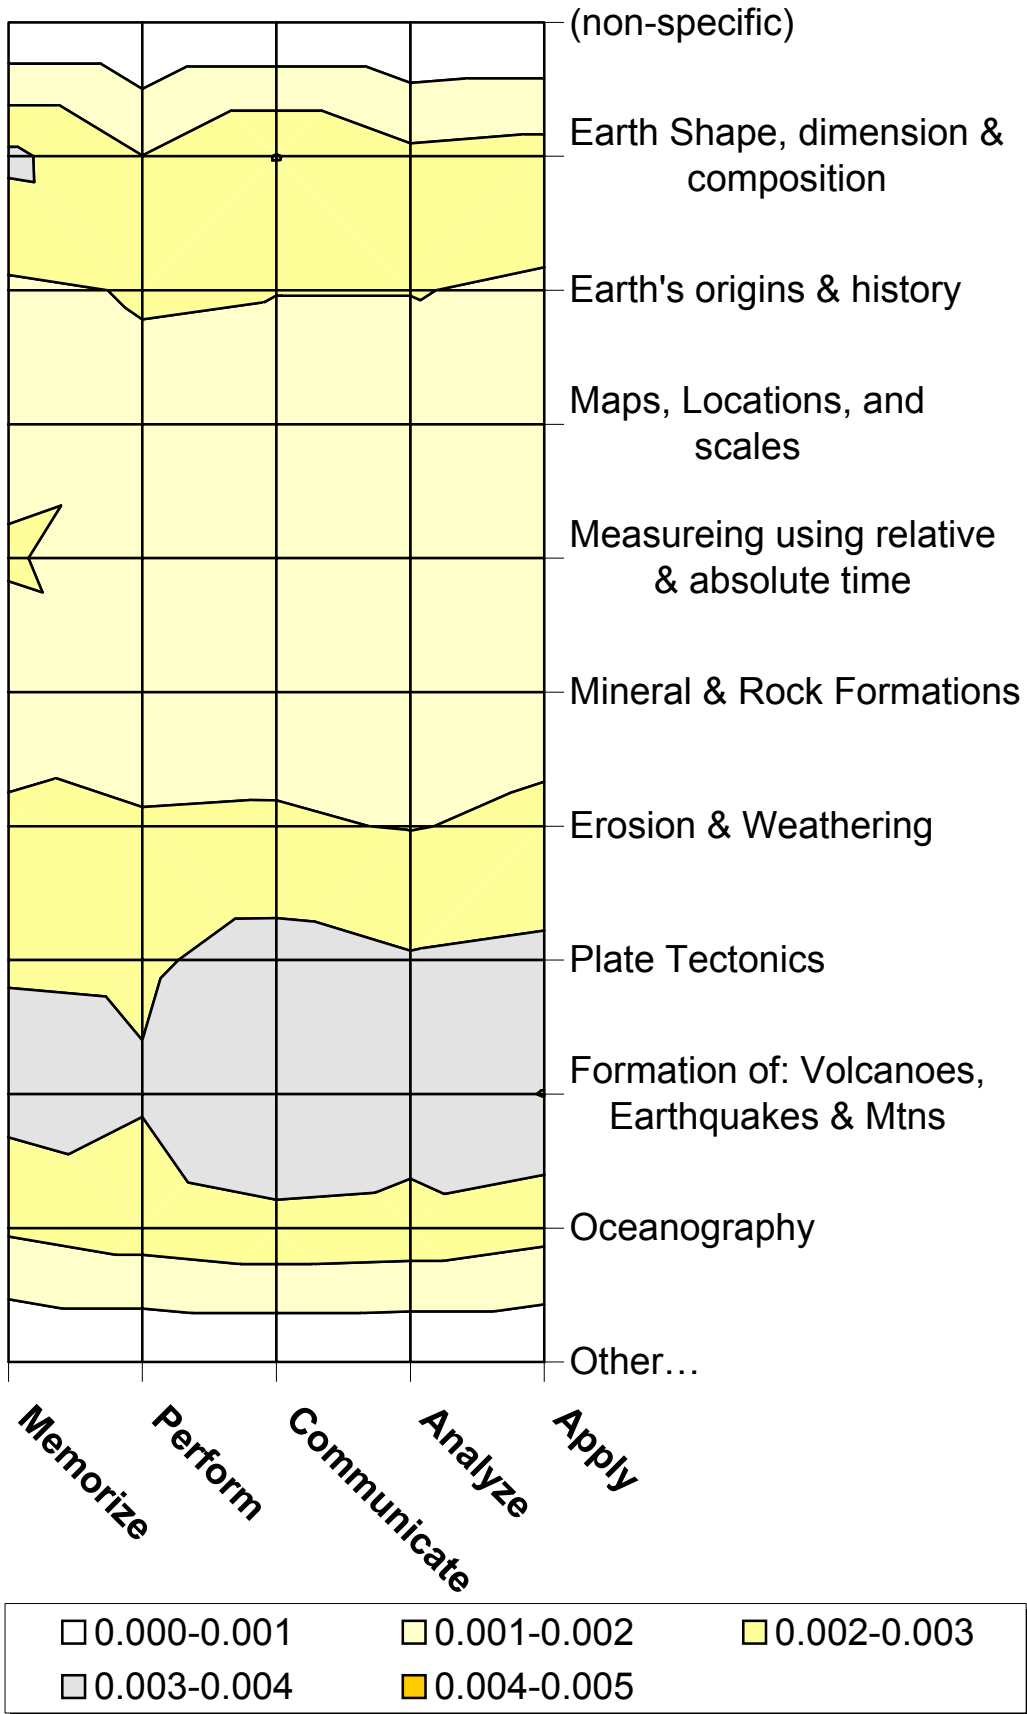 (non-specific)
Earth Shape, dimension &
composition
Earth's origins & history
Maps, Locations, and
scales
Measureing using relative
& absolute time
Mineral & Rock Formations
Erosion & Weathering
Plate Tectonics
Formation of: Volcanoes,
Earthquakes & Mtns
Oceanography
Other…
Memorize
Perform
Communicate
Analyze
Apply
0.000-0.001
0.001-0.002
0.002-0.003
0.003-0.004
0.004-0.005